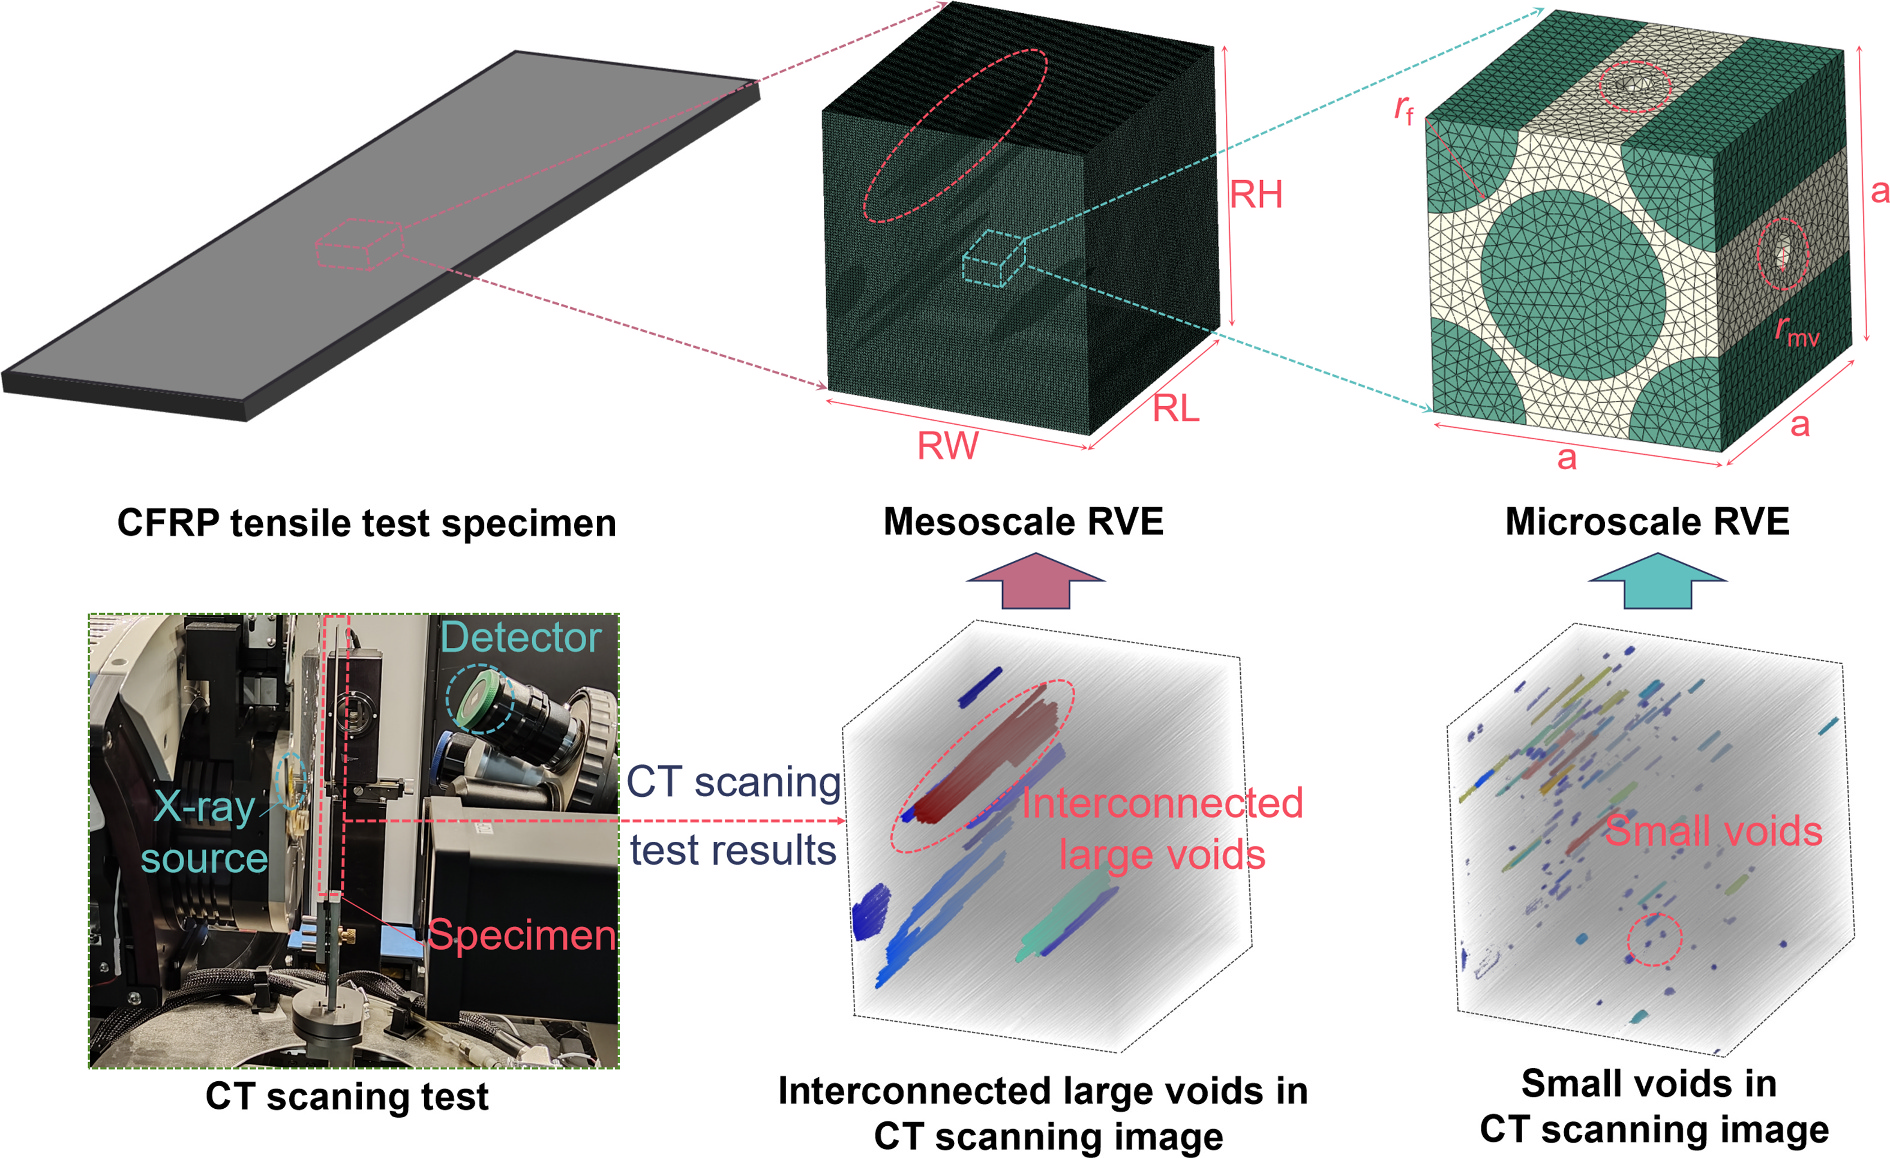 r_f
RH
a
r_mv
RL
a
RW
a
CFRP tensile test specimen
Mesoscale RVE
Microscale RVE
Detector
X-ray
source
Specimen
CT scaning
test results
Interconnected
large voids
Small voids
CT scaning test
Interconnected large voids in
CT scanning image
Small voids in
CT scanning image